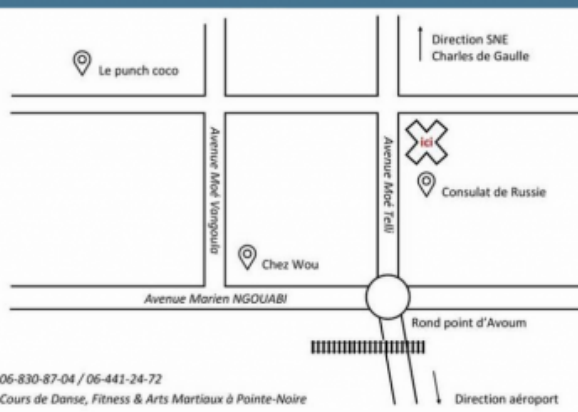 Direction SNE
Charles de Gaulle
Le punch coco
ici
Avenue Moé Vangoula
Avenue Moé Telli
Consulat de Russie
Chez Wou
Avenue Marien NGOUABI
Rond point d'Avoum
06-830-87-04 / 06-441-24-72
Cours de Danse, Fitness & Arts Martiaux à Pointe-Noire
Direction aéroport